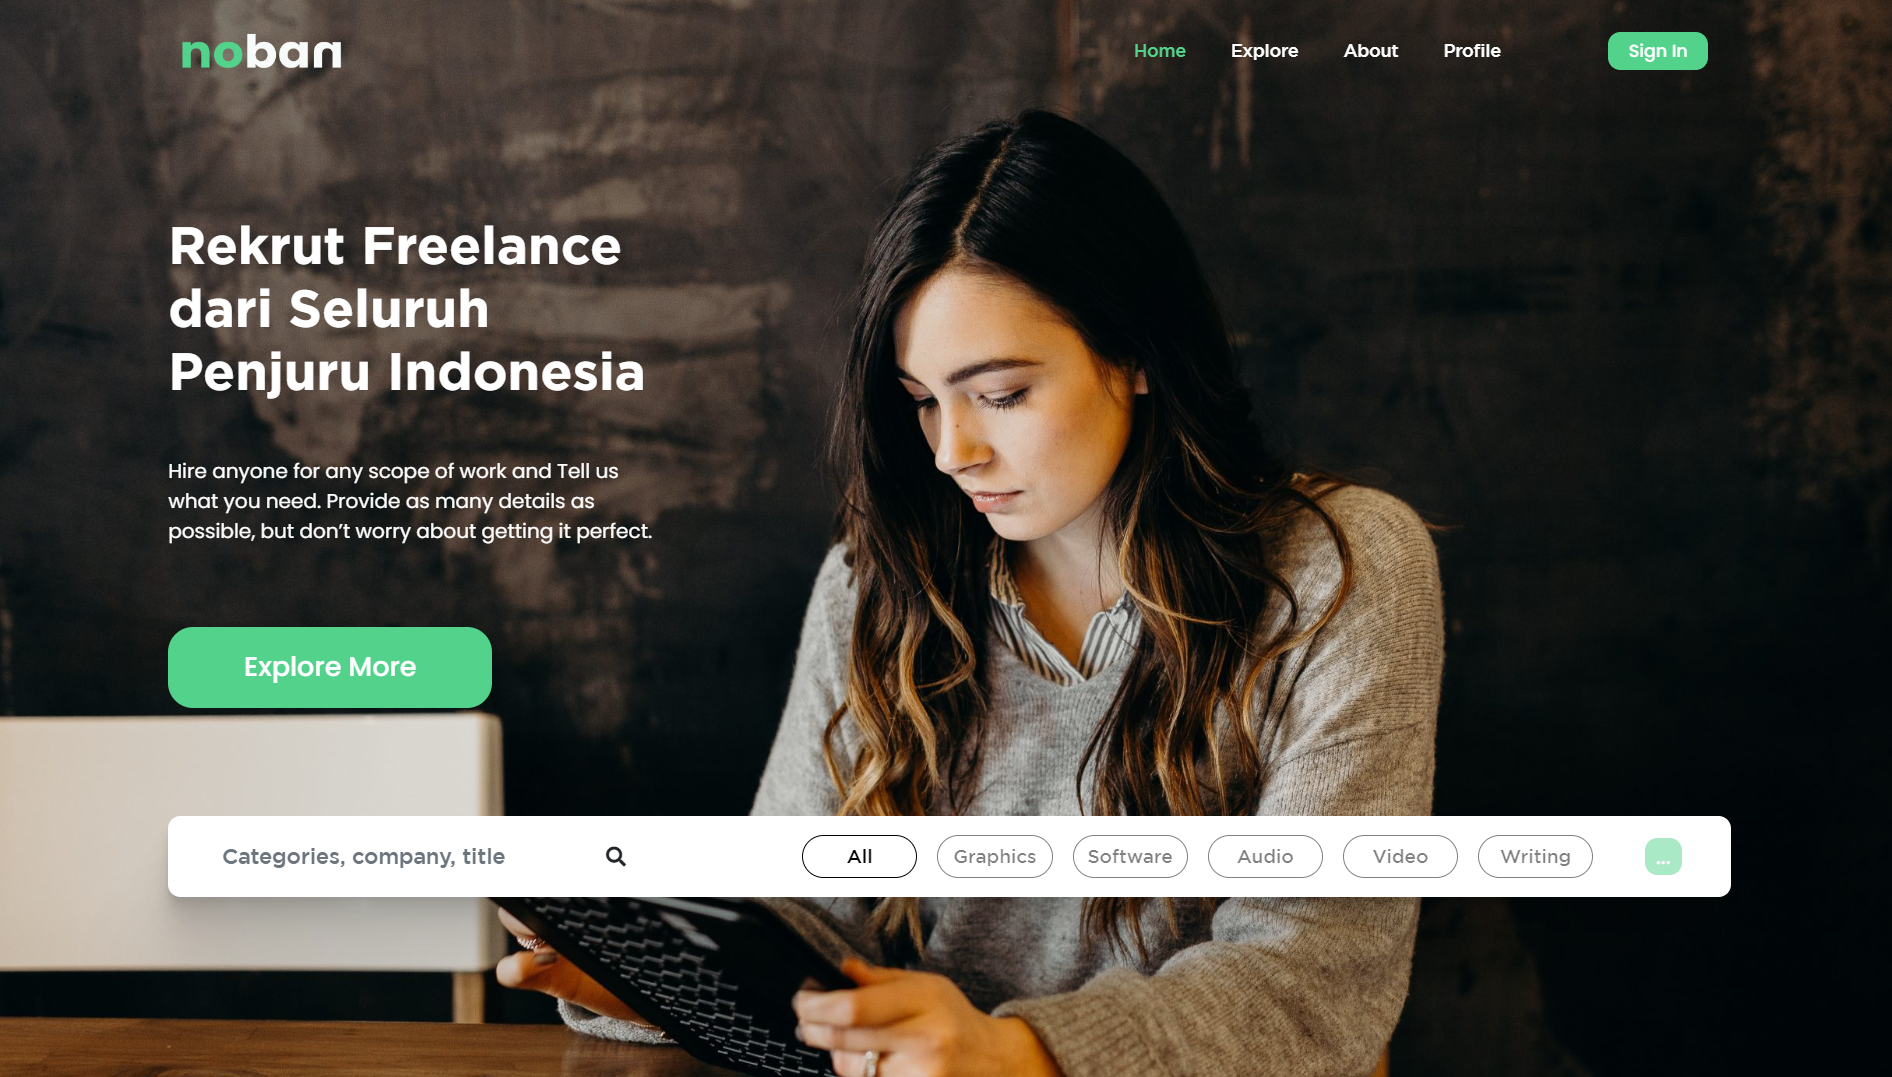 noban
Home
Explore
About
Profile
Sign In
Rekrut Freelance
dari Seluruh
Penjuru Indonesia
Hire anyone for any scope of work and Tell us
what you need. Provide as many details as
possible, but don’t worry about getting it perfect.
Explore More
Categories, company, title
All
Graphics
Software
Audio
Video
Writing
...